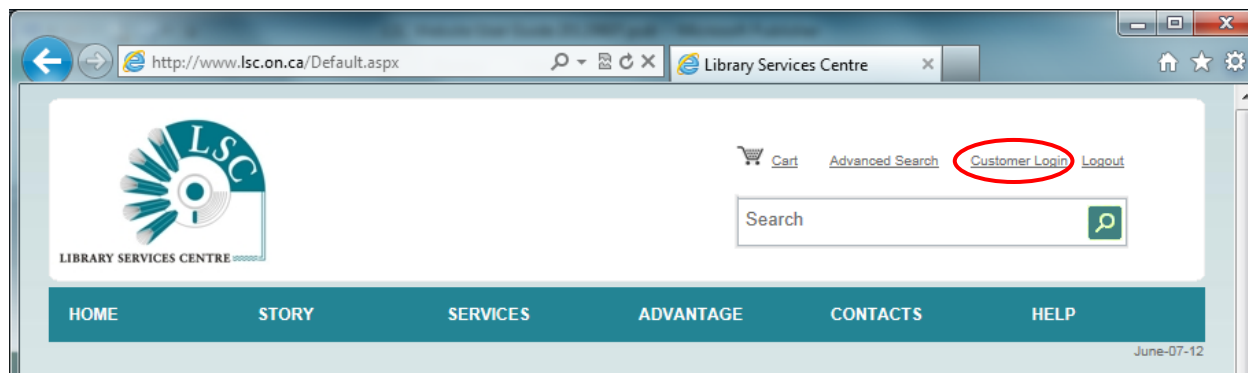 http://www.lsc.on.ca/Default.aspx
Library Services Centre
LSC
LIBRARY SERVICES CENTRE
Cart Advanced Search Customer Login Logout
Search
HOME STORY SERVICES ADVANTAGE CONTACTS HELP
June-07-12